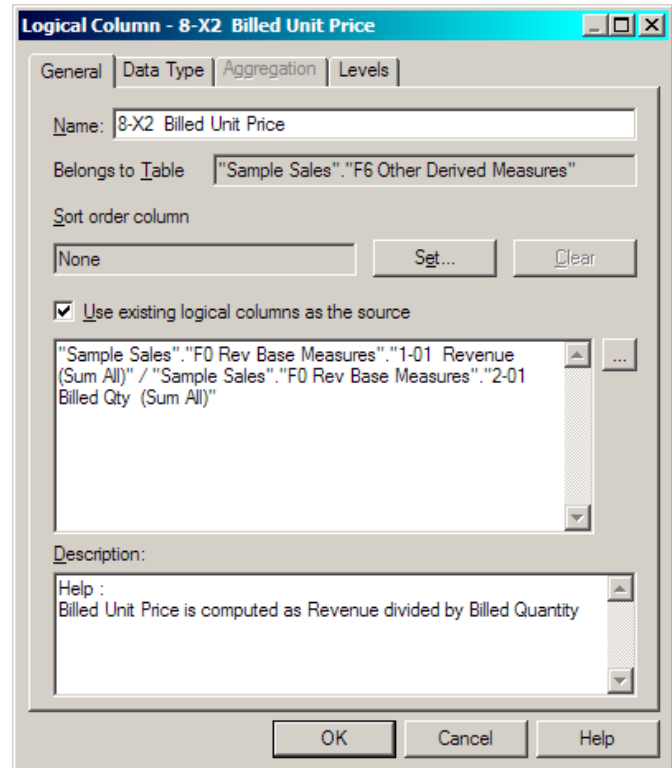 Logical Column - 8-X2 Billed Unit Price
General Data Type Aggregation Levels
Name: 8-X2 Billed Unit Price
Belongs to Table "Sample Sales"."F6 Other Derived Measures"
Sort order column
None Set... Clear
Use existing logical columns as the source
"Sample Sales"."F0 Rev Base Measures"."1-01 Revenue
(Sum All)" / "Sample Sales"."F0 Rev Base Measures"."2-01
Billed Qty (Sum All)"
...
Description:
Help :
Billed Unit Price is computed as Revenue divided by Billed Quantity
OK Cancel Help